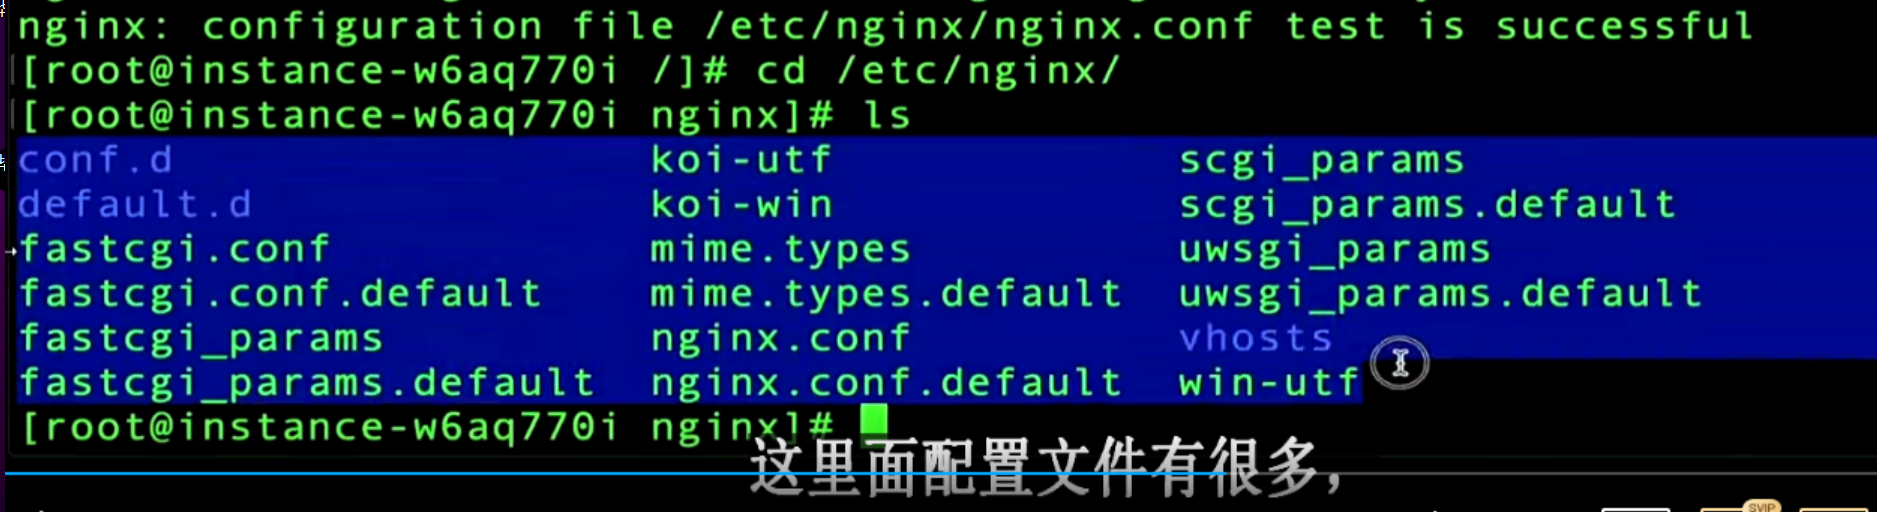 nginx: configuration file /etc/nginx/nginx.conf test is successful
[root@instance-w6aq770i /]# cd /etc/nginx/
[root@instance-w6aq770i nginx]# ls
conf.d koi-utf scgi_params
default.d koi-win scgi_params.default
fastcgi.conf mime.types uwsgi_params
fastcgi.conf.default mime.types.default uwsgi_params.default
fastcgi_params nginx.conf vhosts
fastcgi_params.default nginx.conf.default win-utf
[root@instance-w6aq770i nginx]#
这里面配置文件有很多，
SVIP